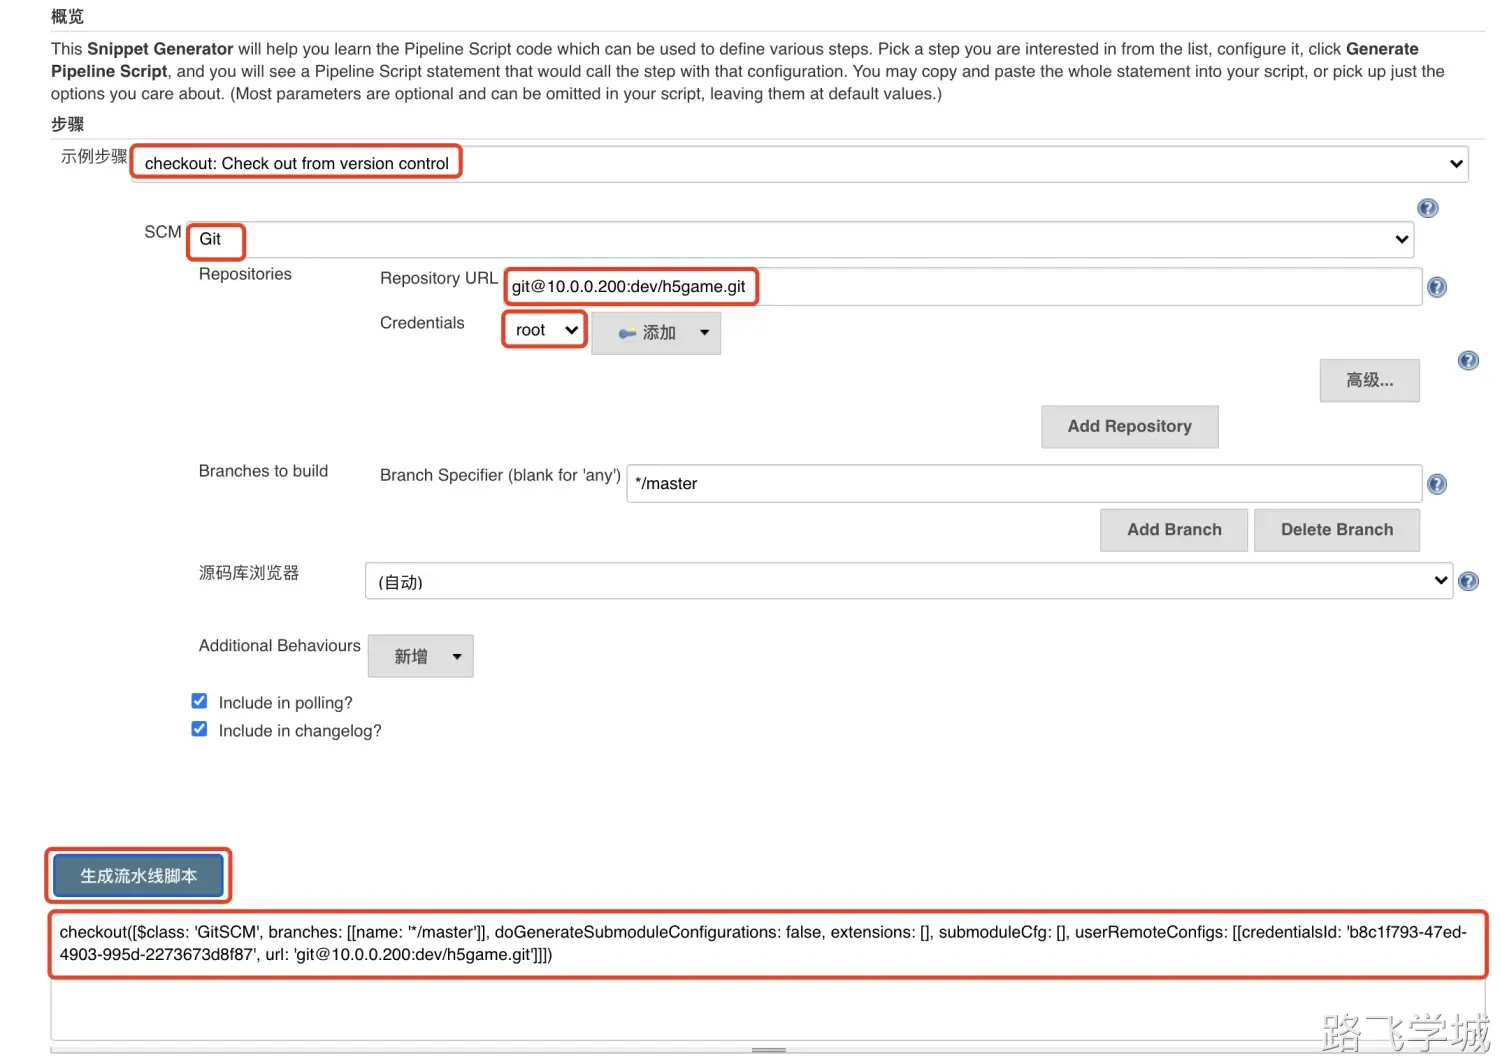 概览
This Snippet Generator will help you learn the Pipeline Script code which can be used to define various steps. Pick a step you are interested in from the list, configure it, click Generate
Pipeline Script, and you will see a Pipeline Script statement that would call the step with that configuration. You may copy and paste the whole statement into your script, or pick up just the
options you care about. (Most parameters are optional and can be omitted in your script, leaving them at default values.)
步骤
示例步骤 checkout: Check out from version control
SCM Git
Repositories Repository URL git@10.0.0.200:dev/h5game.git
Credentials root 添加
高级...
Add Repository
Branches to build Branch Specifier (blank for 'any') */master
Add Branch Delete Branch
源码库浏览器 (自动)
Additional Behaviours 新增
Include in polling?
Include in changelog?
生成流水线脚本
checkout([$class: 'GitSCM', branches: [[name: '*/master']], doGenerateSubmoduleConfigurations: false, extensions: [], submoduleCfg: [], userRemoteConfigs: [[credentialsId: 'b8c1f793-47ed-
4903-995d-2273673d8f87', url: 'git@10.0.0.200:dev/h5game.git']]])
路飞学城